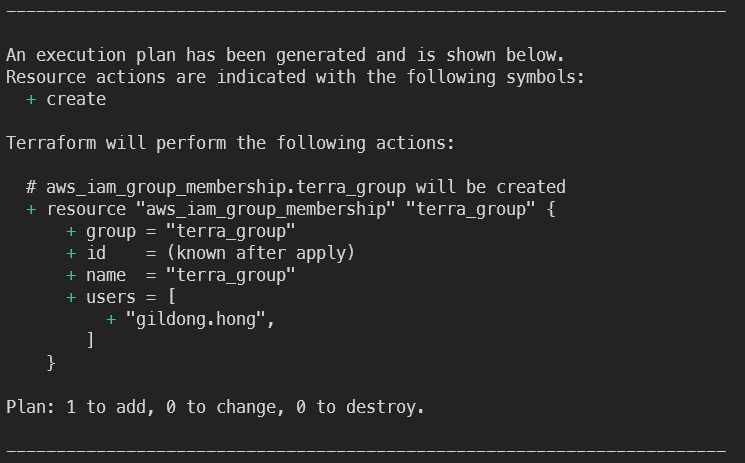 ------------------------------------------------------------------------
An execution plan has been generated and is shown below.
Resource actions are indicated with the following symbols:
  + create
Terraform will perform the following actions:
  # aws_iam_group_membership.terra_group will be created
  + resource "aws_iam_group_membership" "terra_group" {
      + group = "terra_group"
      + id    = (known after apply)
      + name  = "terra_group"
      + users = [
          + "gildong.hong",
        ]
    }
Plan: 1 to add, 0 to change, 0 to destroy.
------------------------------------------------------------------------